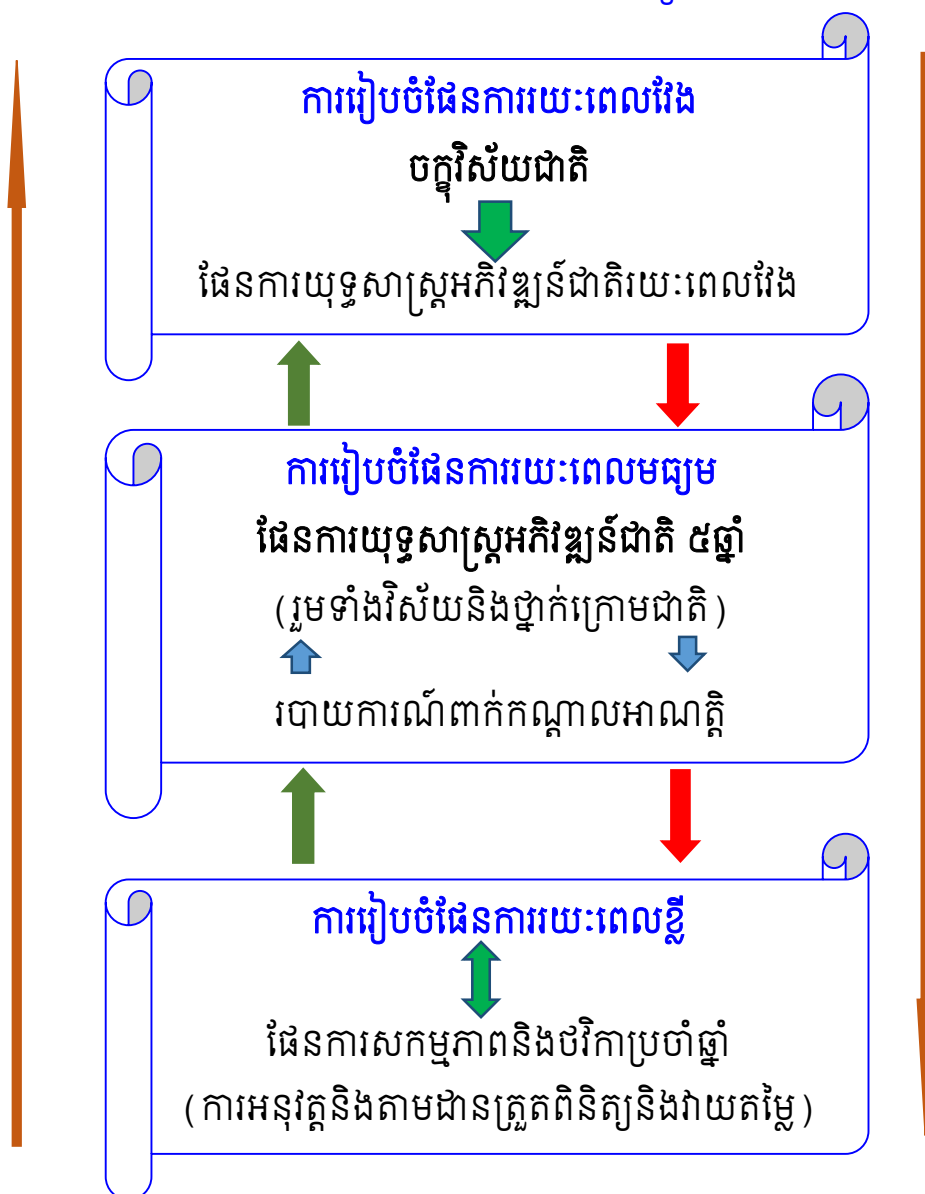 ការរៀបចំផែនការរយៈពេលវែង
ចក្ខុវិស័យជាតិ
ផែនការយុទ្ធសាស្ត្រអភិវឌ្ឍន៍ជាតិរយៈពេលវែង
ការរៀបចំផែនការរយៈពេលមធ្យម
ផែនការយុទ្ធសាស្ត្រអភិវឌ្ឍន៍ជាតិ ៥ឆ្នាំ
(រួមទាំងវិស័យនិងថ្នាក់ក្រោមជាតិ)
របាយការណ៍ពាក់កណ្តាលអាណត្តិ
ការរៀបចំផែនការរយៈពេលខ្លី
ផែនការសកម្មភាពនិងថវិកាប្រចាំឆ្នាំ
(ការអនុវត្តនិងតាមដានត្រួតពិនិត្យនិងវាយតម្លៃ)